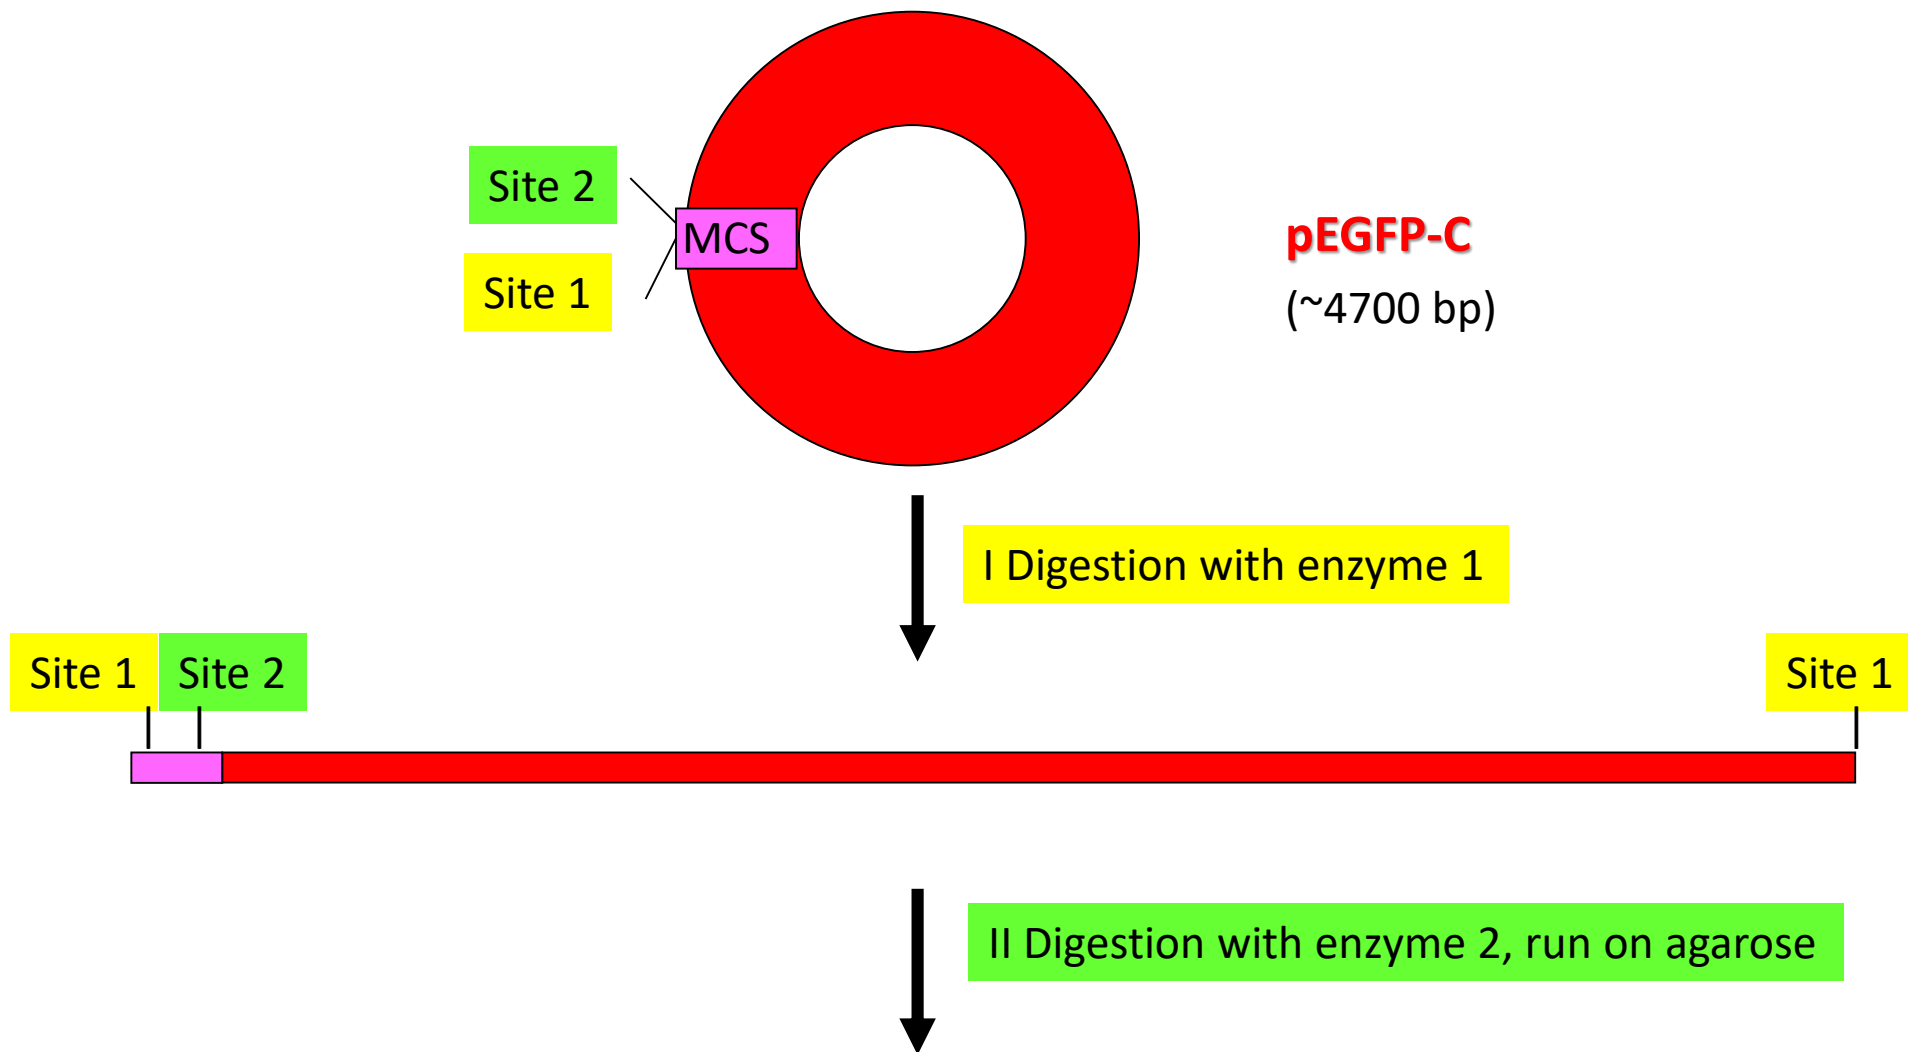 Site 2
MCS
Site 1
pEGFP-C
(~4700 bp)
I Digestion with enzyme 1
Site 1
Site 2
Site 1
II Digestion with enzyme 2, run on agarose